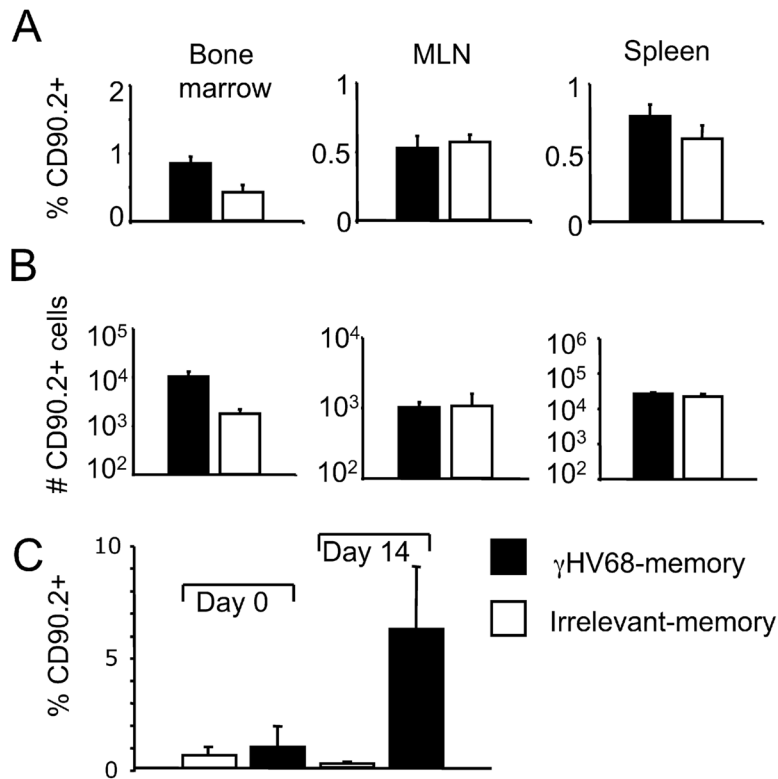 A
Bone
marrow
MLN
Spleen
% CD90.2+
2
1
0
1
0.5
0
1
0.5
0
B
# CD90.2+ cells
10⁵
10⁴
10³
10²
10⁴
10³
10²
10⁶
10⁵
10⁴
10³
10²
C
% CD90.2+
10
5
0
Day 0
Day 14
γHV68-memory
Irrelevant-memory